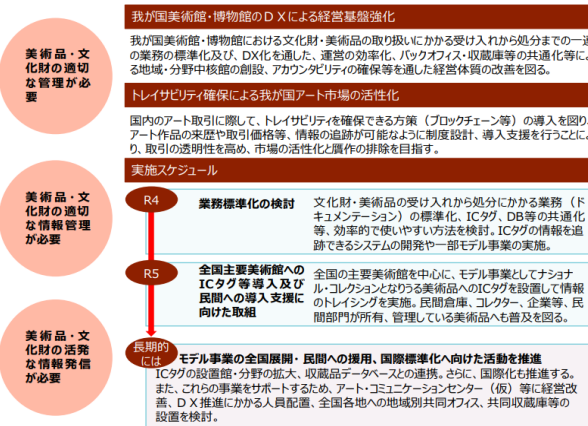 美術品・文
化財の適切
な管理が必
要
我が国美術館・博物館のDXによる経営基盤強化
我が国美術館・博物館における文化財・美術品の取り扱いにかかる受け入れから処分までの一連
の業務の標準化及び、DX化を通した、運営の効率化、バックオフィス・収蔵庫等の共通化等によ
る地域・分野中核館の創設、アカウンタビリティの確保等を通した経営体質の改善を図る。
トレイサビリティ確保による我が国アート市場の活性化
国内のアート取引に際して、トレイサビリティを確保できる方策（ブロックチェーン等）の導入を図り、
アート作品の来歴や取引価格等、情報の追跡が可能なように制度設計、導入支援を行うことによ
り、取引の透明性を高め、市場の活性化と贋作の排除を目指す。
美術品・文
化財の適切
な情報管理
が必要
実施スケジュール
R4
業務標準化の検討
文化財・美術品の受け入れから処分にかかる業務（ド
キュメンテーション）の標準化、ICタグ、DB等の共通化
等、効率的で使いやすい方法を検討。ICタグの情報を追
跡できるシステムの開発や一部モデル事業の実施。
R5
全国主要美術館への
ICタグ等導入及び
民間への導入支援に
向けた取組
全国の主要美術館を中心に、モデル事業としてナショナ
ル・コレクションとなりうる美術品へのICタグを設置して情報
のトレイシングを実施。民間倉庫、コレクター、企業等、民
間部門が所有、管理している美術品へも普及を図る。
美術品・文
化財の活発
な情報発信
が必要
長期的
には
モデル事業の全国展開・民間への援用、国際標準化へ向けた活動を推進
ICタグの設置館・分野の拡大、収蔵品データベースとの連携。さらに、国際化も推進する。
また、これらの事業をサポートするため、アート・コミュニケーションセンター（仮）等に経営改
善、DX推進にかかる人員配置、全国各地への地域別共同オフィス、共同収蔵庫等の
設置を検討。